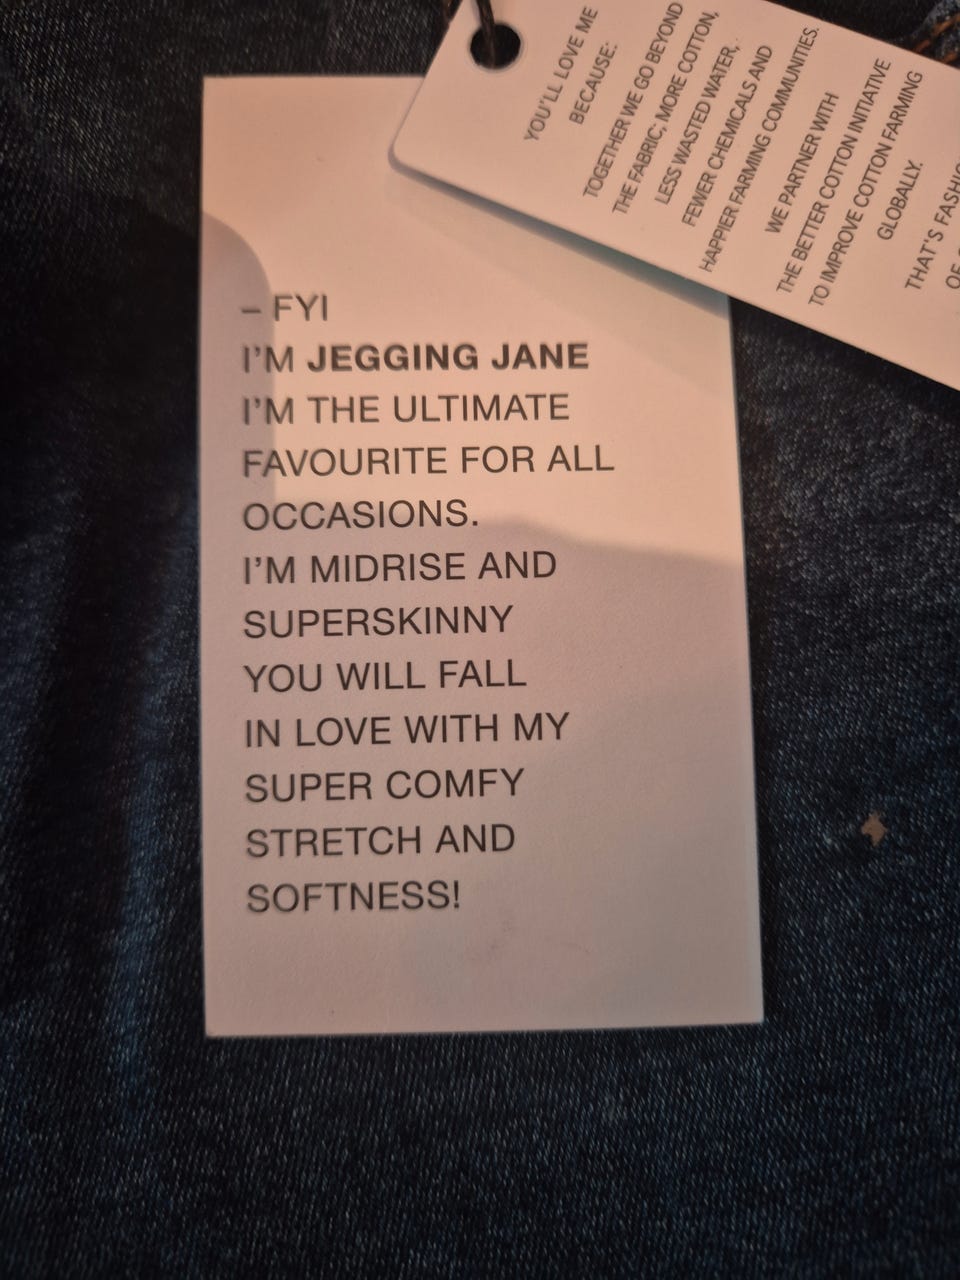 – FYI
I'M JEGGING JANE
I'M THE ULTIMATE
FAVOURITE FOR ALL
OCCASIONS.
I'M MIDRISE AND
SUPERSKINNY
YOU WILL FALL
IN LOVE WITH MY
SUPER COMFY
STRETCH AND
SOFTNESS!
YOU'LL LOVE ME
BECAUSE:
TOGETHER WE GO BEYOND
THE FABRIC; MORE COTTON,
LESS WASTED WATER,
FEWER CHEMICALS AND
HAPPIER FARMING COMMUNITIES.
WE PARTNER WITH
THE BETTER COTTON INITIATIVE
TO IMPROVE COTTON FARMING
GLOBALLY.
THAT'S